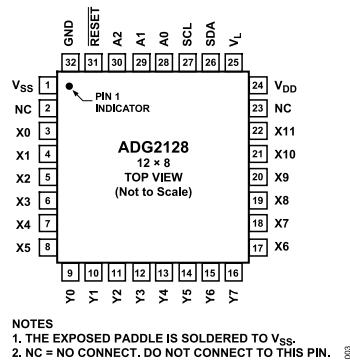 GND RESET A2 A1 A0 SCL SDA VL
32 31 30 29 28 27 26 25
VSS 1 24 VDD
PIN 1
INDICATOR
NC 2 23 NC
X0 3 22 X11
X1 4 21 X10
X2 5 20 X9
X3 6 19 X8
X4 7 18 X7
X5 8 17 X6
ADG2128
12 × 8
TOP VIEW
(Not to Scale)
9 10 11 12 13 14 15 16
Y0 Y1 Y2 Y3 Y4 Y5 Y6 Y7
NOTES
1. THE EXPOSED PADDLE IS SOLDERED TO VSS.
2. NC = NO CONNECT. DO NOT CONNECT TO THIS PIN.
003